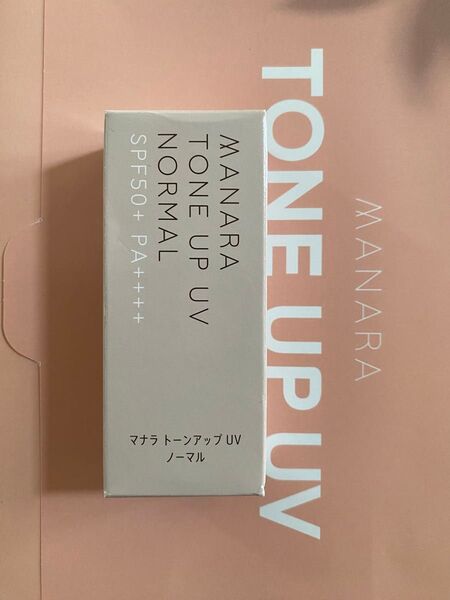 MANARA
TONE UP UV
NORMAL
SPF50+ PA++++
マナラ トーンアップ UV
ノーマル
MANARA
TONE UP UV